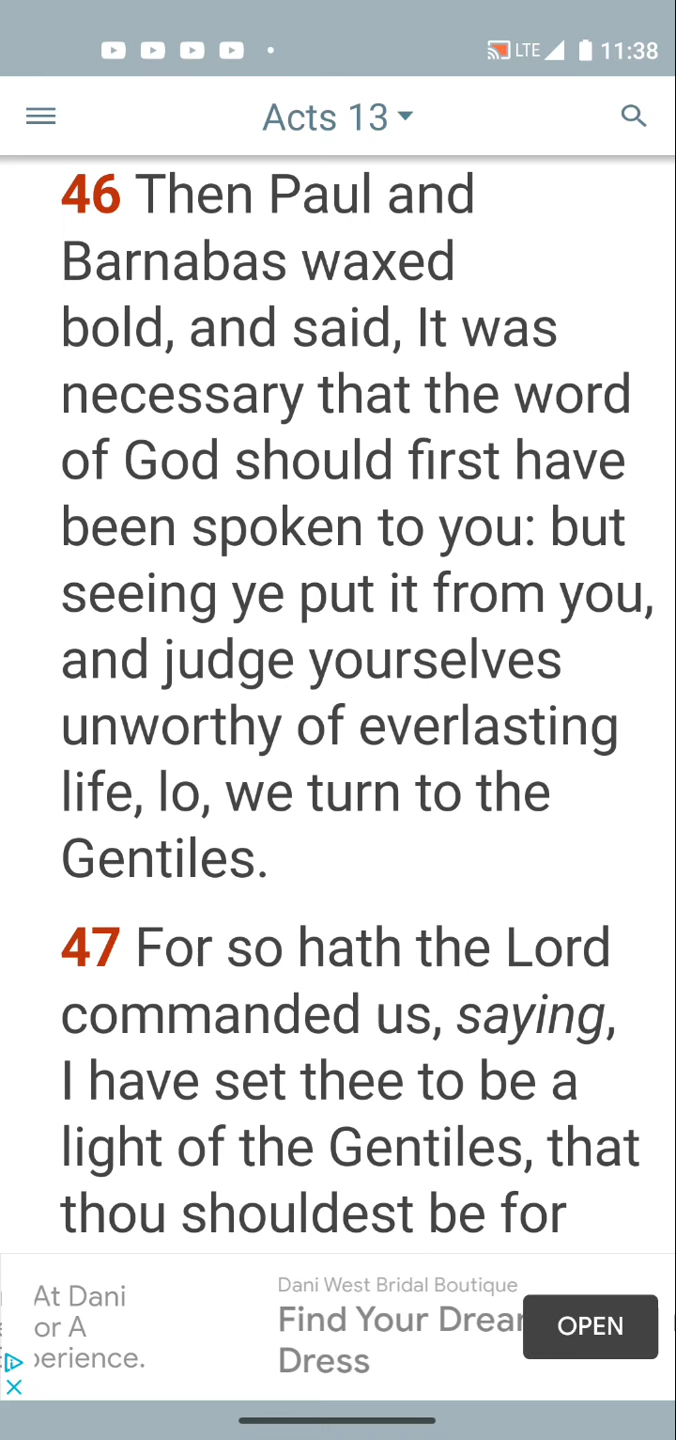 LTE 11:38
Acts 13
46 Then Paul and
Barnabas waxed
bold, and said, It was
necessary that the word
of God should first have
been spoken to you: but
seeing ye put it from you,
and judge yourselves
unworthy of everlasting
life, lo, we turn to the
Gentiles.
47 For so hath the Lord
commanded us, saying,
I have set thee to be a
light of the Gentiles, that
thou shouldest be for
At Dani
or A
perience.
Dani West Bridal Boutique
Find Your Drea
Dress
OPEN